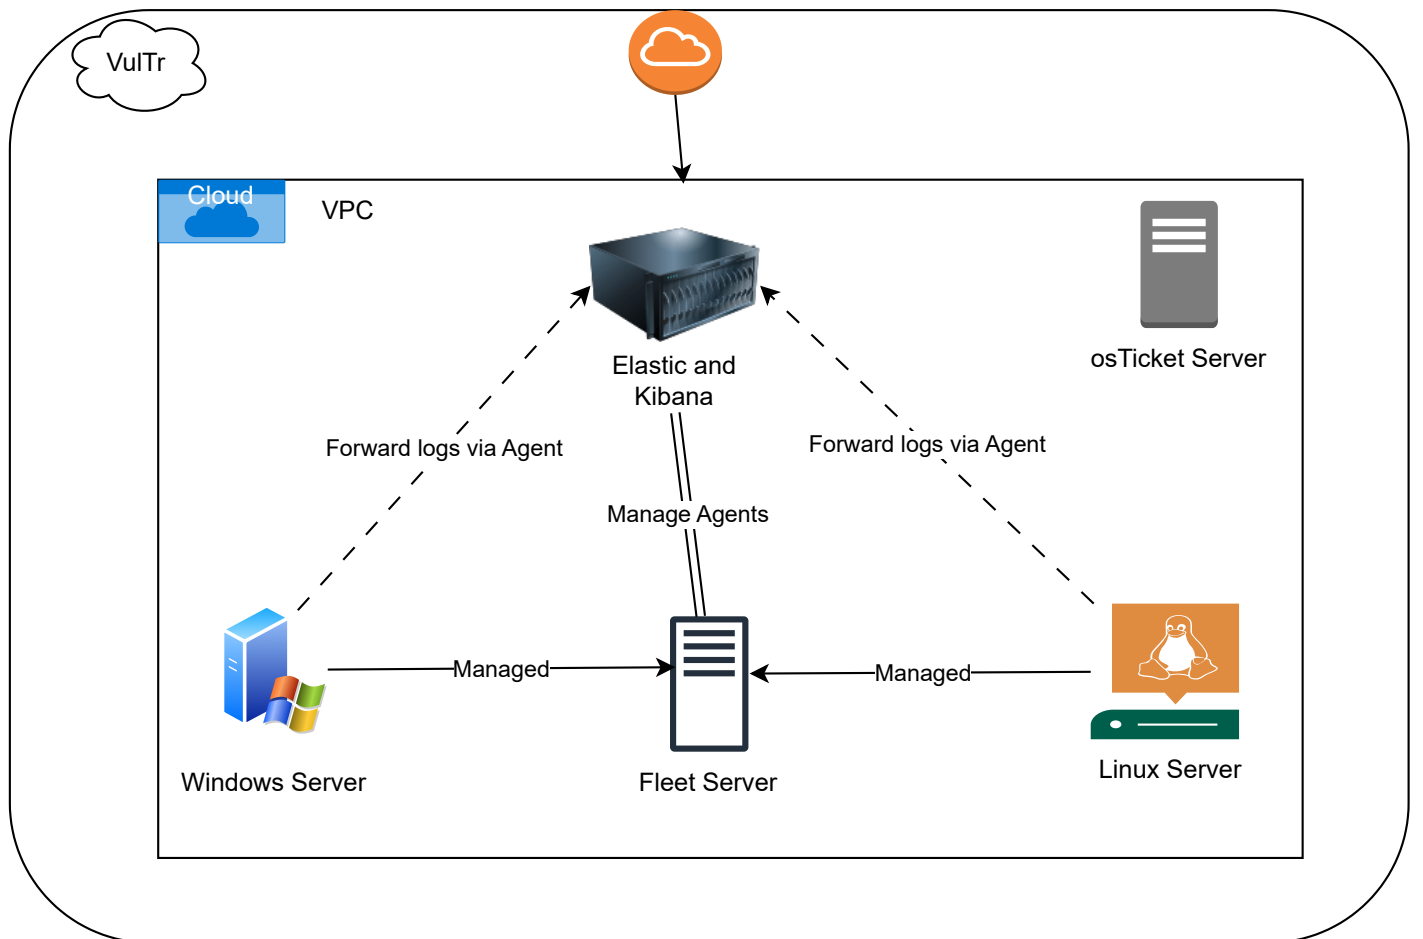 VulTr
Cloud
VPC
Elastic and
Kibana
osTicket Server
Forward logs via Agent
Forward logs via Agent
Manage Agents
Managed
Managed
Windows Server
Fleet Server
Linux Server